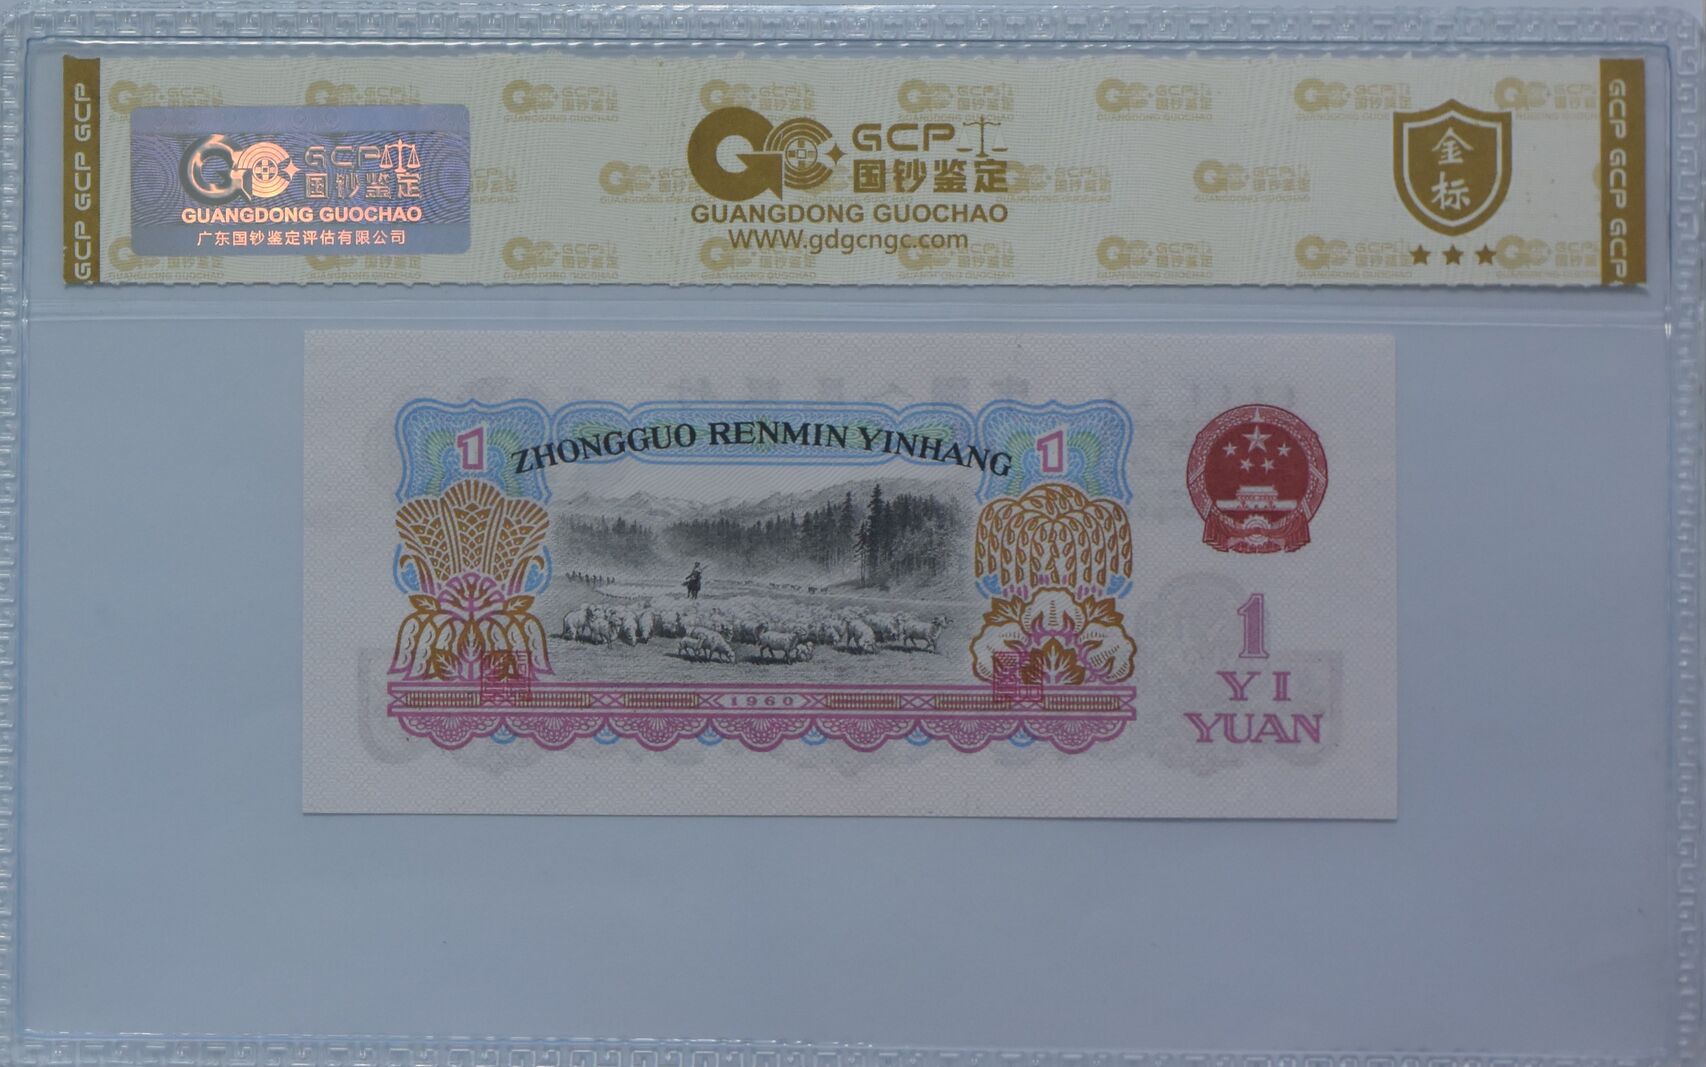 GCP GCP GCP
GCP 国钞鉴定
GUANGDONG GUOCHAO
广东国钞鉴定评估有限公司
GCP 国钞鉴定
GUANGDONG GUOCHAO
WWW.gdgcngc.com
金标
GCP GCP GCP
1
ZHONGGUO RENMIN YINHANG
1
1960
1
YI
YUAN